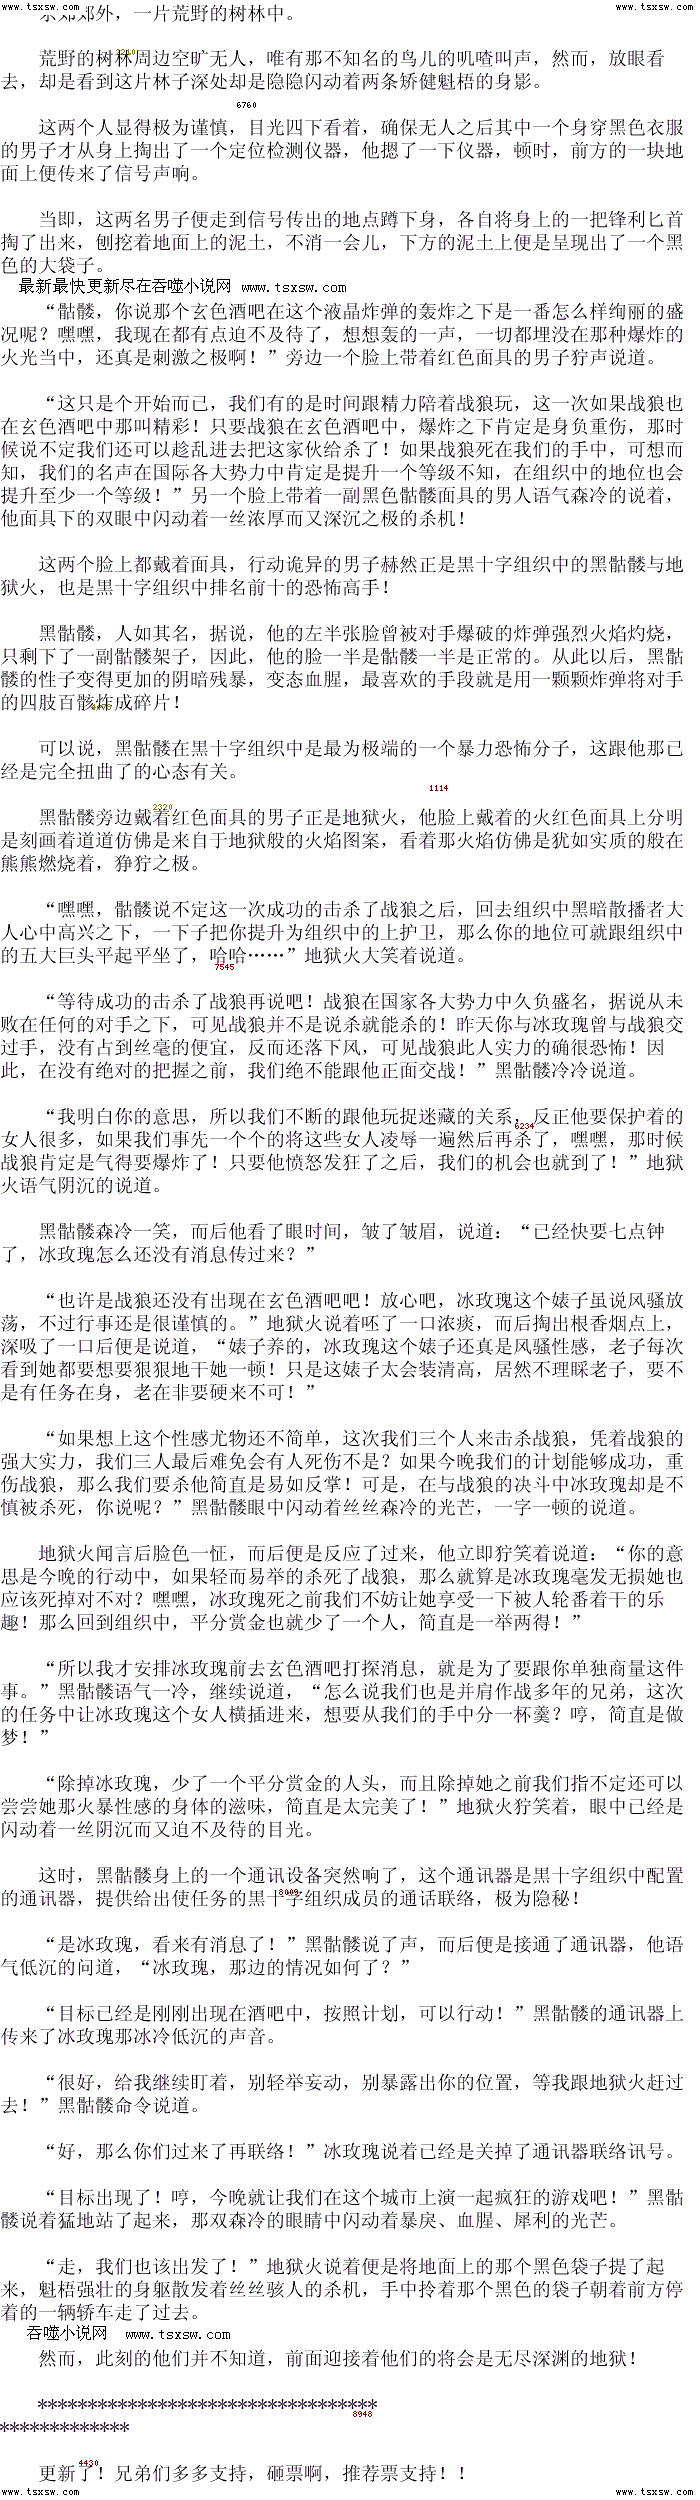 www.tsxsw.com www.tsxsw.com
东郊郊外，一片荒野的树林中。
荒野的树林周边空旷无人，唯有那不知名的鸟儿的叽喳叫声，然而，放眼看
去，却是看到这片林子深处却是隐隐闪动着两条矫健魁梧的身影。
6760
这两个人显得极为谨慎，目光四下看着，确保无人之后其中一个身穿黑色衣服
的男子才从身上掏出了一个定位检测仪器，他摁了一下仪器，顿时，前方的一块地
面上便传来了信号声响。
当即，这两名男子便走到信号传出的地点蹲下身，各自将身上的一把锋利匕首
掏了出来，刨挖着地面上的泥土，不消一会儿，下方的泥土上便是呈现出了一个黑
色的大袋子。
最新最快更新尽在吞噬小说网 www.tsxsw.com
“骷髅，你说那个玄色酒吧在这个液晶炸弹的轰炸之下是一番怎么样绚丽的盛
况呢？嘿嘿，我现在都有点迫不及待了，想想轰的一声，一切都埋没在那种爆炸的
火光当中，还真是刺激之极啊！”旁边一个脸上带着红色面具的男子狞声说道。
“这只是个开始而已，我们有的是时间跟精力陪着战狼玩，这一次如果战狼也
在玄色酒吧中那叫精彩！只要战狼在玄色酒吧中，爆炸之下肯定是身负重伤，那时
候说不定我们还可以趁乱进去把这家伙给杀了！如果战狼死在我们的手中，可想而
知，我们的名声在国际各大势力中肯定是提升一个等级不知，在组织中的地位也会
提升至少一个等级！”另一个脸上带着一副黑色骷髅面具的男人语气森冷的说着，
他面具下的双眼中闪动着一丝浓厚而又深沉之极的杀机！
这两个脸上都戴着面具，行动诡异的男子赫然正是黑十字组织中的黑骷髅与地
狱火，也是黑十字组织中排名前十的恐怖高手！
黑骷髅，人如其名，据说，他的左半张脸曾被对手爆破的炸弹强烈火焰灼烧，
只剩下了一副骷髅架子，因此，他的脸一半是骷髅一半是正常的。从此以后，黑骷
髅的性子变得更加的阴暗残暴，变态血腥，最喜欢的手段就是用一颗颗炸弹将对手
的四肢百骸炸成碎片！
可以说，黑骷髅在黑十字组织中是最为极端的一个暴力恐怖分子，这跟他那已
经是完全扭曲了的心态有关。
1114
2320
黑骷髅旁边戴着红色面具的男子正是地狱火，他脸上戴着的火红色面具上分明
是刻画着道道仿佛是来自于地狱般的火焰图案，看着那火焰仿佛是犹如实质的般在
熊熊燃烧着，狰狞之极。
“嘿嘿，骷髅说不定这一次成功的击杀了战狼之后，回去组织中黑暗散播者大
人心中高兴之下，一下子把你提升为组织中的上护卫，那么你的地位可就跟组织中
的五大巨头平起平坐了，哈哈……”地狱火大笑着说道。
7545
“等待成功的击杀了战狼再说吧！战狼在国家各大势力中久负盛名，据说从未
败在任何的对手之下，可见战狼并不是说杀就能杀的！昨天你与冰玫瑰曾与战狼交
过手，没有占到丝毫的便宜，反而还落下风，可见战狼此人实力的确很恐怖！因
此，在没有绝对的把握之前，我们绝不能跟他正面交战！”黑骷髅冷冷说道。
“我明白你的意思，所以我们不断的跟他玩捉迷藏的关系，反正他要保护着的
6234
女人很多，如果我们事先一个个的将这些女人凌辱一遍然后再杀了，嘿嘿，那时候
战狼肯定是气得要爆炸了！只要他愤怒发狂了之后，我们的机会也就到了！”地狱
火语气阴沉的说道。
黑骷髅森冷一笑，而后他看了眼时间，皱了皱眉，说道：“已经快要七点钟
了，冰玫瑰怎么还没有消息传过来？”
“也许是战狼还没有出现在玄色酒吧吧！放心吧，冰玫瑰这个婊子虽说风骚放
荡，不过行事还是很谨慎的。”地狱火说着呸了一口浓痰，而后掏出根香烟点上，
深吸了一口后便是说道，“婊子养的，冰玫瑰这个婊子还真是风骚性感，老子每次
看到她都要想要狠狠地干她一顿！只是这婊子太会装清高，居然不理睬老子，要不
是有任务在身，老在非要硬来不可！”
“如果想上这个性感尤物还不简单，这次我们三个人来击杀战狼，凭着战狼的
强大实力，我们三人最后难免会有人死伤不是？如果今晚我们的计划能够成功，重
伤战狼，那么我们要杀他简直是易如反掌！可是，在与战狼的决斗中冰玫瑰却是不
慎被杀死，你说呢？”黑骷髅眼中闪动着丝丝森冷的光芒，一字一顿的说道。
地狱火闻言后脸色一怔，而后便是反应了过来，他立即狞笑着说道：“你的意
思是今晚的行动中，如果轻而易举的杀死了战狼，那么就算是冰玫瑰毫发无损她也
应该死掉对不对？嘿嘿，冰玫瑰死之前我们不妨让她享受一下被人轮番着干的乐
趣！那么回到组织中，平分赏金也就少了一个人，简直是一举两得！”
“所以我才安排冰玫瑰前去玄色酒吧打探消息，就是为了要跟你单独商量这件
事。”黑骷髅语气一冷，继续说道，“怎么说我们也是并肩作战多年的兄弟，这次
的任务中让冰玫瑰这个女人横插进来，想要从我们的手中分一杯羹？哼，简直是做
梦！”
“除掉冰玫瑰，少了一个平分赏金的人头，而且除掉她之前我们指不定还可以
尝尝她那火暴性感的身体的滋味，简直是太完美了！”地狱火狞笑着，眼中已经是
闪动着一丝阴沉而又迫不及待的目光。
这时，黑骷髅身上的一个通讯设备突然响了，这个通讯器是黑十字组织中配置
的通讯器，提供给出使任务的黑十字组织成员的通话联络，极为隐秘！
“是冰玫瑰，看来有消息了！”黑骷髅说了声，而后便是接通了通讯器，他语
气低沉的问道，“冰玫瑰，那边的情况如何了？”
“目标已经是刚刚出现在酒吧中，按照计划，可以行动！”黑骷髅的通讯器上
传来了冰玫瑰那冰冷低沉的声音。
“很好，给我继续盯着，别轻举妄动，别暴露出你的位置，等我跟地狱火赶过
去！”黑骷髅命令说道。
“好，那么你们过来了再联络！”冰玫瑰说着已经是关掉了通讯器联络讯号。
“目标出现了！哼，今晚就让我们在这个城市上演一起疯狂的游戏吧！”黑骷
髅说着猛地站了起来，那双森冷的眼睛中闪动着暴戾、血腥、犀利的光芒。
“走，我们也该出发了！”地狱火说着便是将地面上的那个黑色袋子提了起
来，魁梧强壮的身躯散发着丝丝骇人的杀机，手中拎着那个黑色的袋子朝着前方停
着的一辆轿车走了过去。
吞噬小说网 www.tsxsw.com
然而，此刻的他们并不知道，前面迎接着他们的将会是无尽深渊的地狱！
**********************************
8948
*************
4430
更新了！兄弟们多多支持，砸票啊，推荐票支持！！
www.tsxsw.com www.tsxsw.com